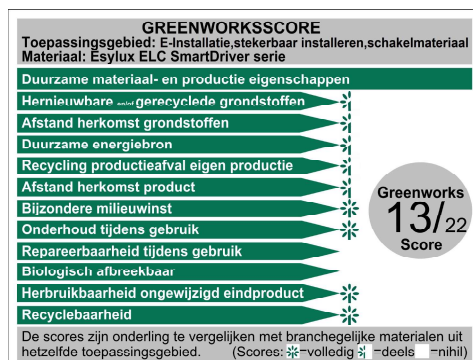 GREENWORKSSCORE
Toepassingsgebied: E-Installatie,stekerbaar installeren,schakelmateriaal
Materiaal: Esylux ELC SmartDriver serie
Duurzame materiaal- en productie eigenschappen
Hernieuwbare en/of gerecyclede grondstoffen
Afstand herkomst grondstoffen
Duurzame energiebron
Recycling productieafval eigen productie
Afstand herkomst product
Bijzondere milieuwinst
Onderhoud tijdens gebruik
Repareerbaarheid tijdens gebruik
Biologisch afbreekbaar
Herbruikbaarheid ongewijzigd eindproduct
Recyclebaarheid
Greenworks
13/22
Score
De scores zijn onderling te vergelijken met branchegelijke materialen uit
hetzelfde toepassingsgebied. (Scores: =volledig =deels =nihil)